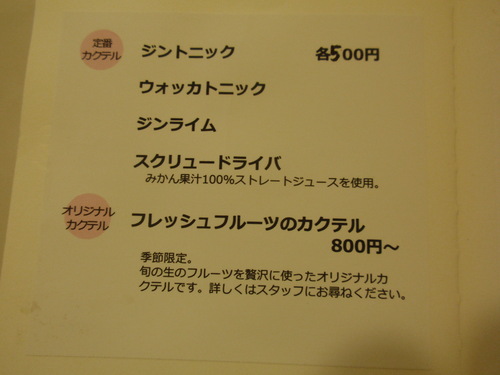 定番
カクテル
ジントニック 各500円
ウォッカトニック
ジンライム
スクリュードライバ
みかん果汁100%ストレートジュースを使用。
オリジナル
カクテル
フレッシュフルーツのカクテル
800円～
季節限定。
旬の生のフルーツを贅沢に使ったオリジナルカ
クテルです。詳しくはスタッフにお尋ねください。